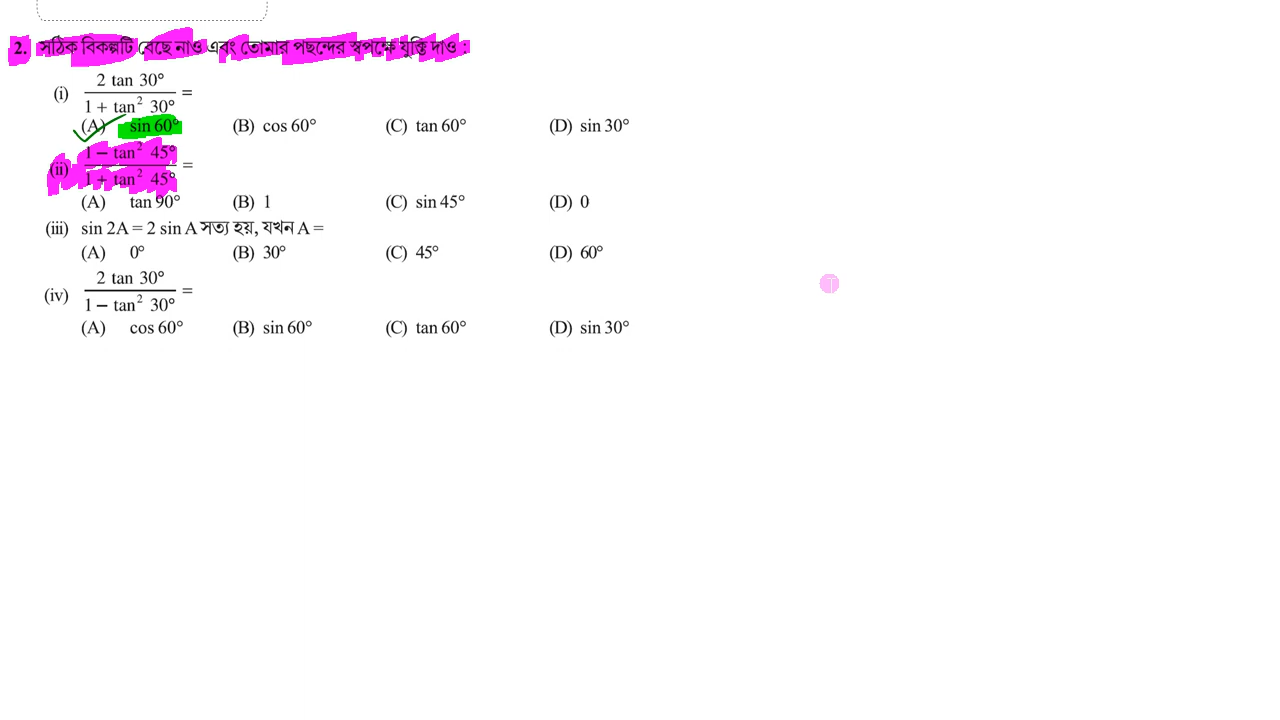 2. সঠিক বিকল্পটি বেছে নাও এবং তোমার পছন্দের স্বপক্ষে যুক্তি দাও :
(i) 2 tan 30° / 1 + tan² 30° =
(A) sin 60° (B) cos 60° (C) tan 60° (D) sin 30°
(ii) 1 − tan² 45° / 1 + tan² 45° =
(A) tan 90° (B) 1 (C) sin 45° (D) 0
(iii) sin 2A = 2 sin A সত্য হয়, যখন A =
(A) 0° (B) 30° (C) 45° (D) 60°
(iv) 2 tan 30° / 1 − tan² 30° =
(A) cos 60° (B) sin 60° (C) tan 60° (D) sin 30°